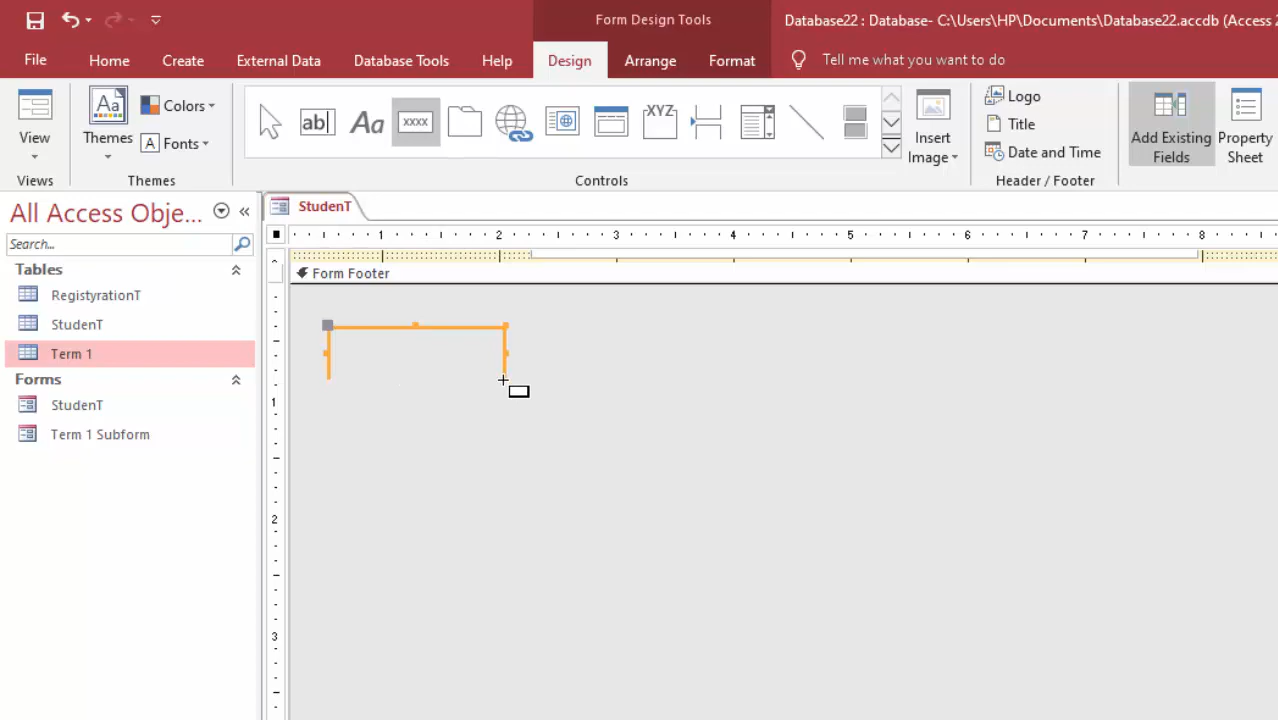 Form Design Tools
Database22 : Database- C:\Users\HP\Documents\Database22.accdb (Access 2
File
Home
Create
External Data
Database Tools
Help
Design
Arrange
Format
Tell me what you want to do
View
Themes
Aa
Colors
A Fonts
ab|
Aa
xxxx
XYZ
Insert
Image
Logo
Title
Date and Time
Add Existing
Fields
Property
Sheet
Views
Themes
Controls
Header / Footer
All Access Obje...
StudenT
Search...
1 2 3 4 5 6 7 8
Tables
Form Footer
RegistyrationT
StudenT
Term 1
Forms
StudenT
1
Term 1 Subform
2
3